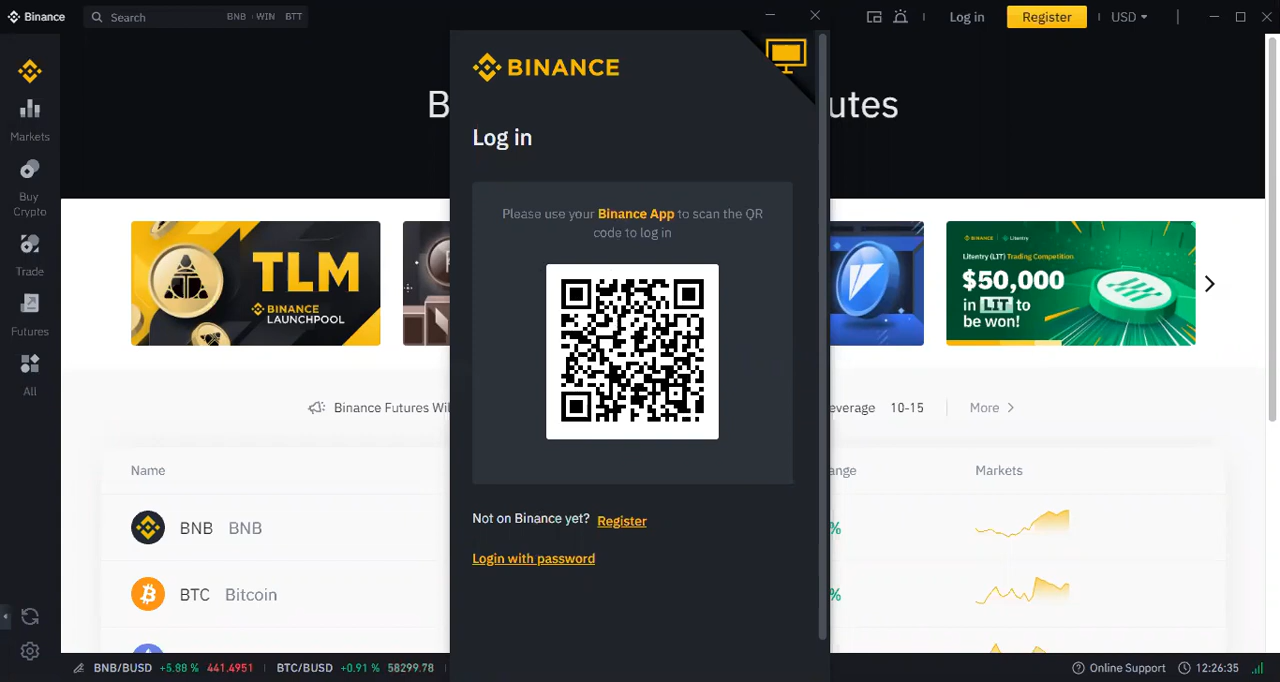 Binance
Search
BNB
WIN
BTT
Log in
Register
USD
B
utes
Markets
Buy
Crypto
Trade
Futures
All
BINANCE
Log in
Please use your Binance App to scan the QR
code to log in
Not on Binance yet? Register
Login with password
TLM
BINANCE
LAUNCHPOOL
BINANCE
Litentry
Litentry (LIT) Trading Competition
$50,000
in LIT to
be won!
Binance Futures Wil
everage
10-15
More
Name
ange
Markets
BNB BNB
%
BTC Bitcoin
%
BNB/BUSD +5.88 % 441.4951
BTC/BUSD +0.91 % 58299.78
Online Support
12:26:35